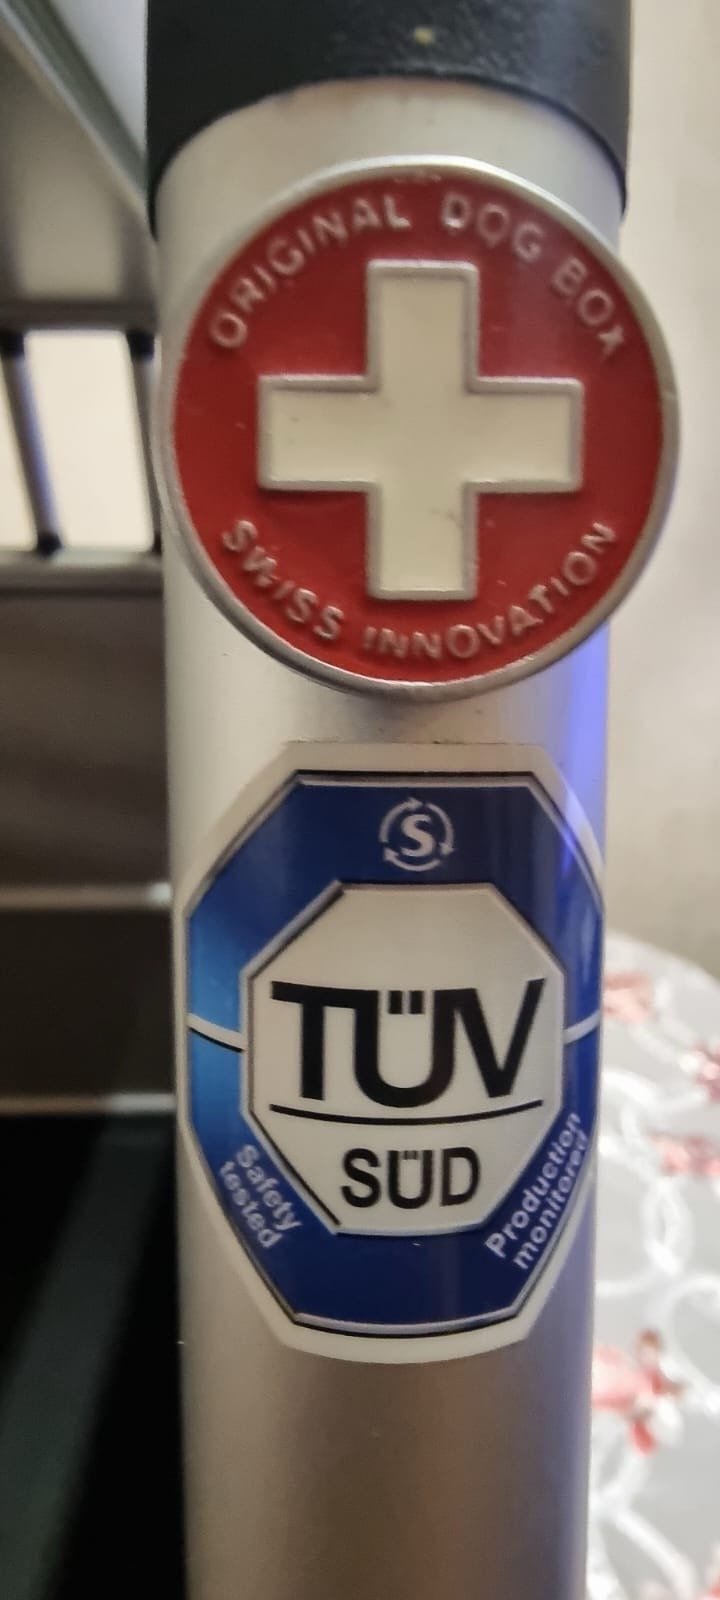 ORIGINAL DOG BOX
SWISS INNOVATION
S
TÜV
SÜD
Safety
tested
Production
monitored